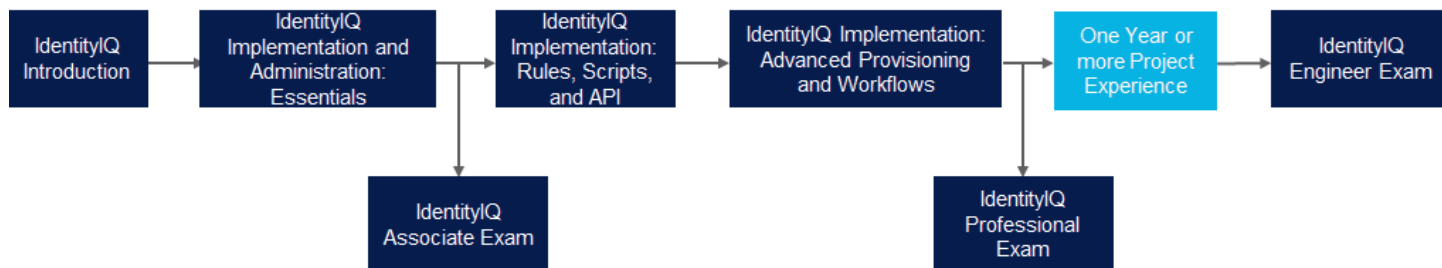 IdentityIQ
Introduction
IdentityIQ
Implementation and
Administration:
Essentials
IdentityIQ
Implementation:
Rules, Scripts,
and API
IdentityIQ Implementation:
Advanced Provisioning
and Workflows
One Year or
more Project
Experience
IdentityIQ
Engineer Exam
IdentityIQ
Associate Exam
IdentityIQ
Professional
Exam